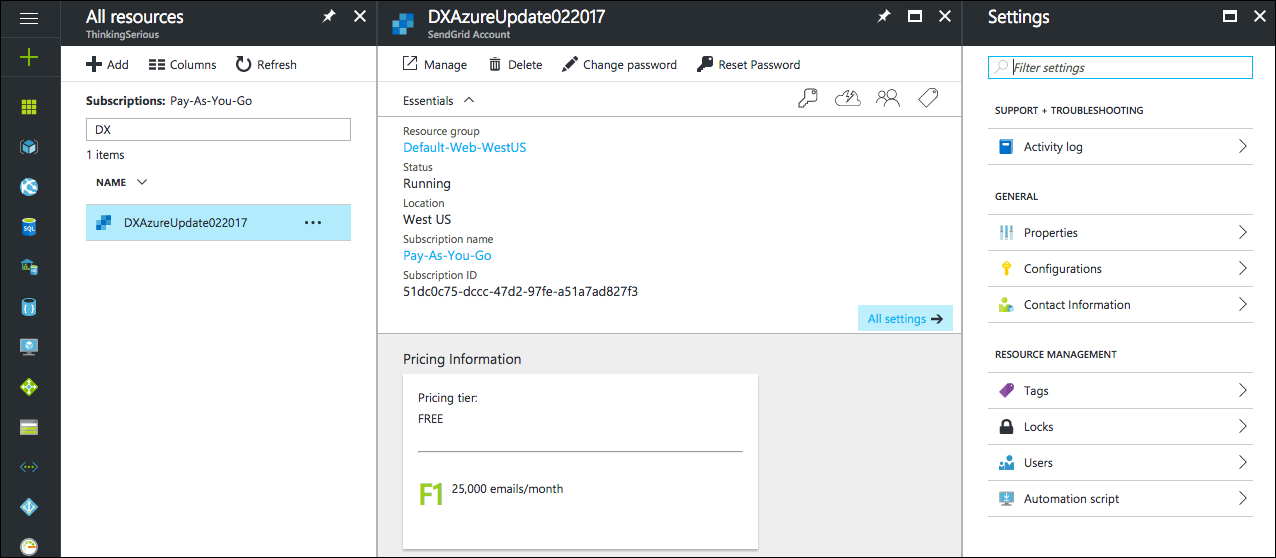 All resources
ThinkingSerious
Add
Columns
Refresh
Subscriptions: Pay-As-You-Go
DX
1 items
NAME
DXAzureUpdate022017
SQL
DXAzureUpdate022017
SendGrid Account
Manage
Delete
Change password
Reset Password
Essentials
Resource group
Default-Web-WestUS
Status
Running
Location
West US
Subscription name
Pay-As-You-Go
Subscription ID
51dc0c75-dccc-47d2-97fe-a51a7ad827f3
All settings
Pricing Information
Pricing tier:
FREE
F1 25,000 emails/month
Settings
Filter settings
SUPPORT + TROUBLESHOOTING
Activity log
GENERAL
Properties
Configurations
Contact Information
RESOURCE MANAGEMENT
Tags
Locks
Users
Automation script